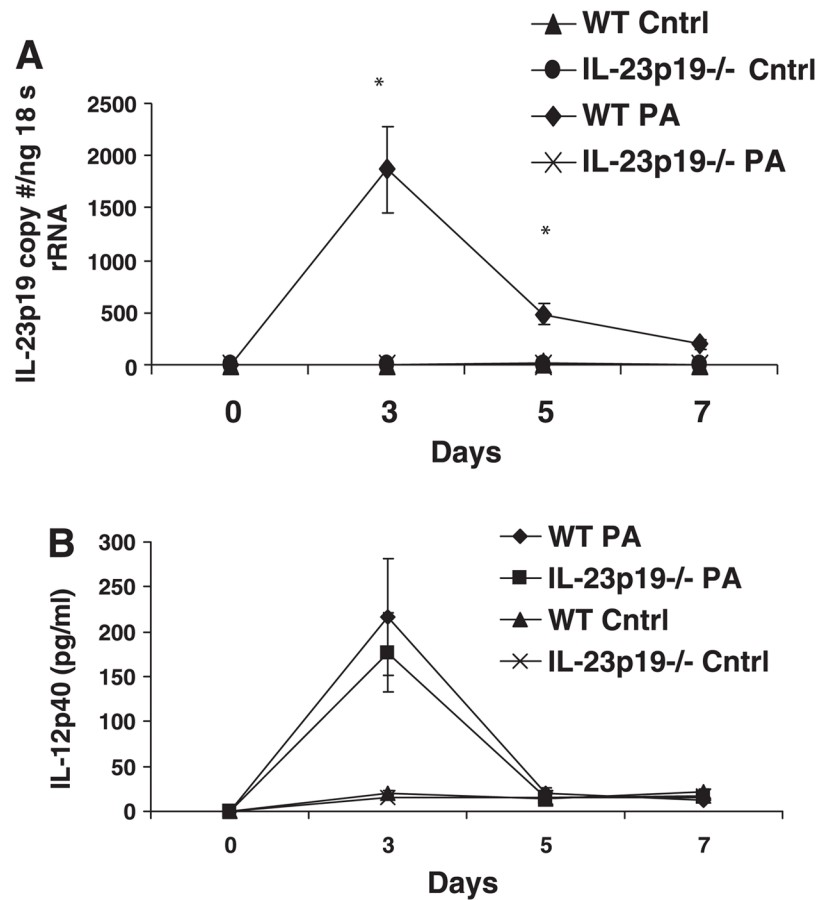 A
WT Cntrl
IL-23p19-/- Cntrl
WT PA
IL-23p19-/- PA
IL-23p19 copy #/ng 18 s
rRNA
*
*
2500
2000
1500
1000
500
0
0 3 5 7
Days
B
WT PA
IL-23p19-/- PA
WT Cntrl
IL-23p19-/- Cntrl
IL-12p40 (pg/ml)
300
250
200
150
100
50
0
0 3 5 7
Days